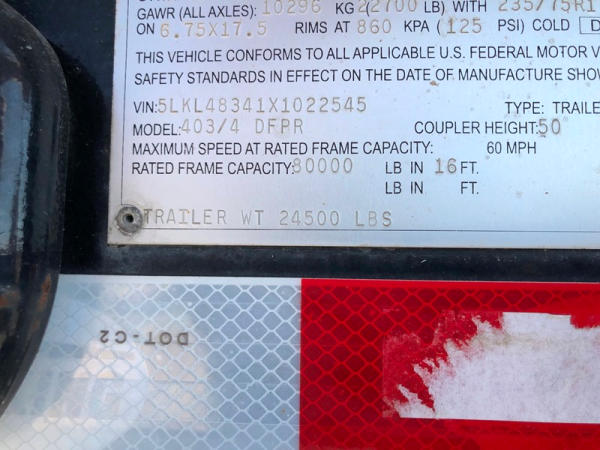 GAWR (ALL AXLES): 10296 KG 22700 LB) WITH 235/75R1
ON 6.75X17.5 RIMS AT 860 KPA (125 PSI) COLD D
THIS VEHICLE CONFORMS TO ALL APPLICABLE U.S. FEDERAL MOTOR V
SAFETY STANDARDS IN EFFECT ON THE DATE OF MANUFACTURE SHO
VIN:5LKL48341X1022545 TYPE: TRAILE
MODEL:403/4 DFPR COUPLER HEIGHT:50
MAXIMUM SPEED AT RATED FRAME CAPACITY: 60 MPH
RATED FRAME CAPACITY:80000 LB IN 16 FT.
LB IN FT.
TRAILER WT 24500 LBS
DOT-C2